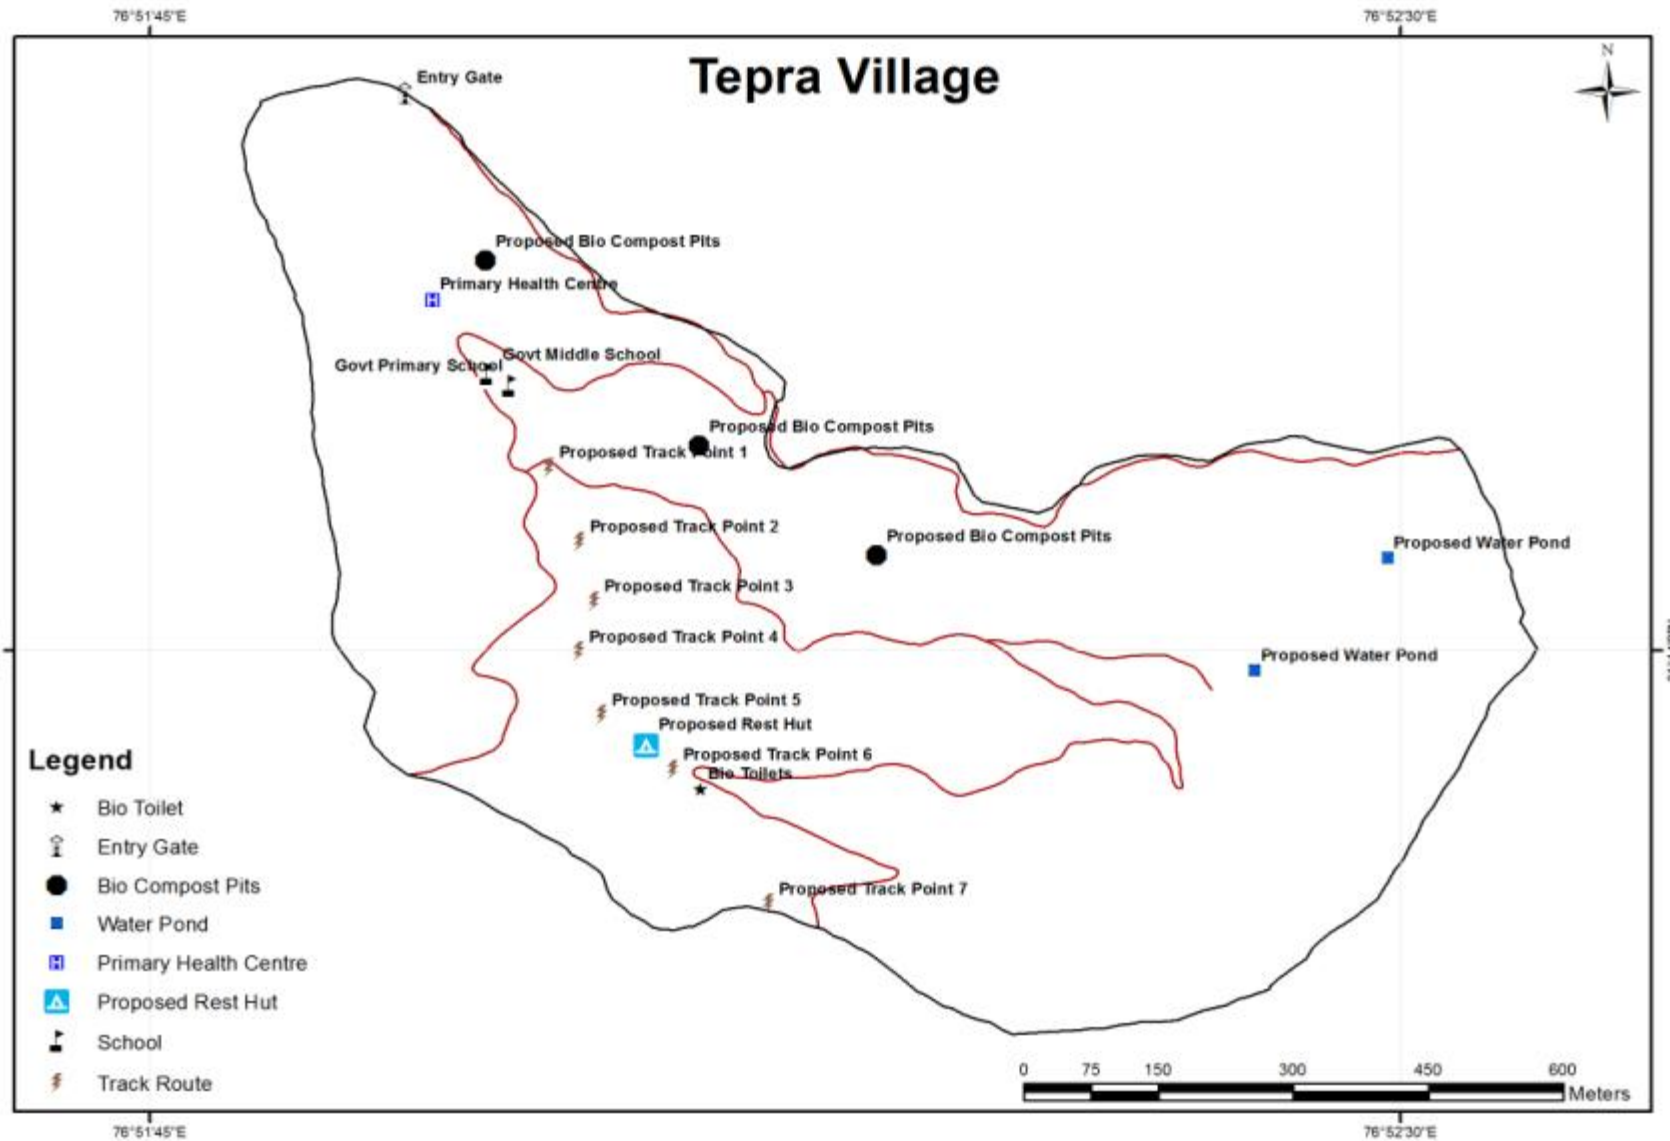 76°51'45"E
76°52'30"E
Tepra Village
N
Entry Gate
Proposed Bio Compost Pits
Primary Health Centre
Govt Middle School
Govt Primary School
Proposed Bio Compost Pits
Proposed Track Point 1
Proposed Track Point 2
Proposed Bio Compost Pits
Proposed Water Pond
Proposed Track Point 3
Proposed Track Point 4
Proposed Water Pond
Proposed Track Point 5
Proposed Rest Hut
Proposed Track Point 6
Bio Toilets
Proposed Track Point 7
Legend
Bio Toilet
Entry Gate
Bio Compost Pits
Water Pond
Primary Health Centre
Proposed Rest Hut
School
Track Route
0 75 150 300 450 600
Meters
76°51'45"E
76°52'30"E